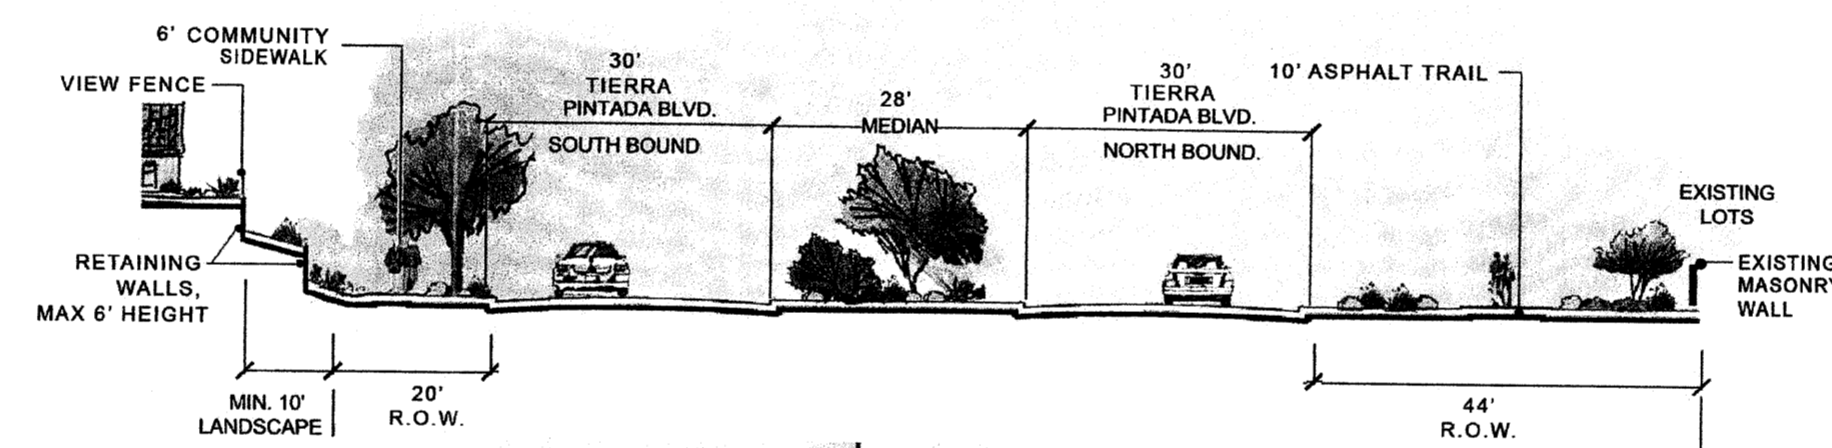 6' COMMUNITY
SIDEWALK
VIEW FENCE
30'
TIERRA
PINTADA BLVD.
SOUTH BOUND
28'
MEDIAN
30'
TIERRA
PINTADA BLVD.
NORTH BOUND.
10' ASPHALT TRAIL
EXISTING
LOTS
RETAINING
WALLS,
MAX 6' HEIGHT
EXISTING
MASONRY
WALL
MIN. 10'
LANDSCAPE
20'
R.O.W.
44'
R.O.W.